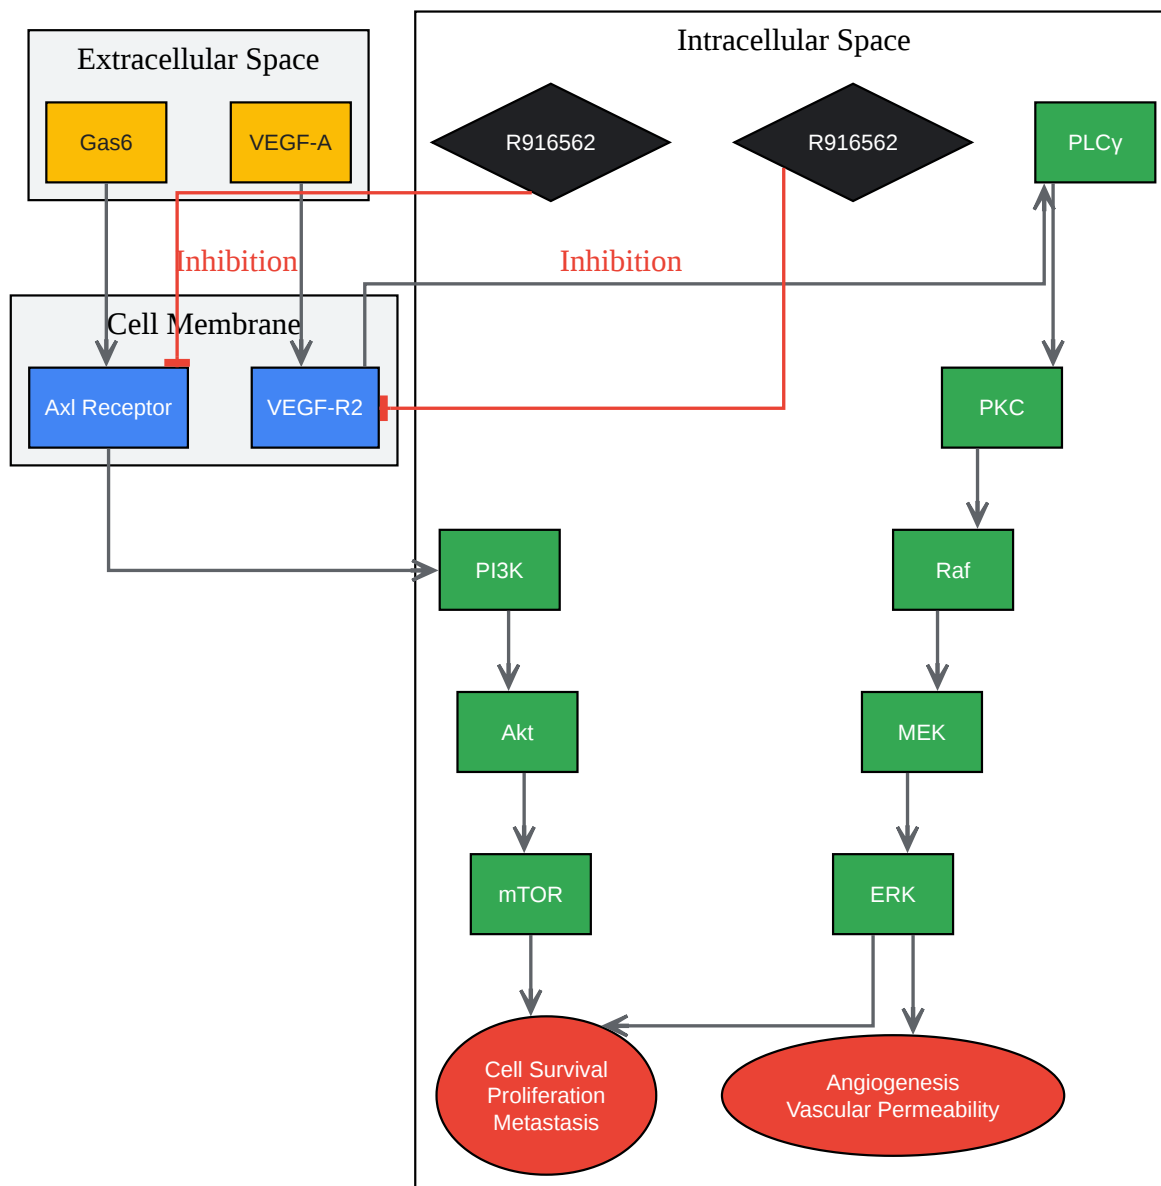 Extracellular Space
Intracellular Space
Gas6
VEGF-A
R916562
R916562
PLCγ
Inhibition
Inhibition
Cell Membrane
Axl Receptor
VEGF-R2
PKC
PI3K
Raf
Akt
MEK
mTOR
ERK
Cell Survival
Proliferation
Metastasis
Angiogenesis
Vascular Permeability